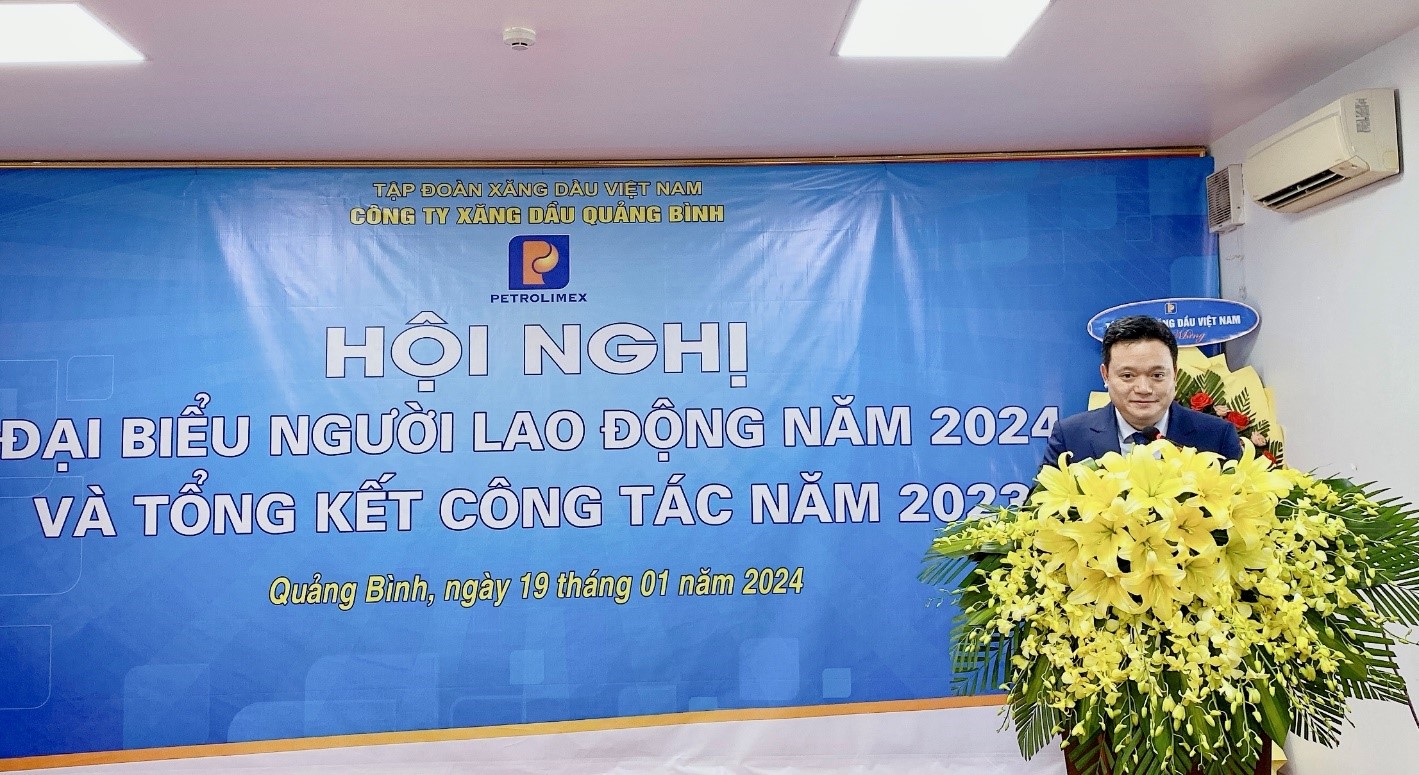 TẬP ĐOÀN XĂNG DẦU VIỆT NAM
CÔNG TY XĂNG DẦU QUẢNG BÌNH
PETROLIMEX
HỘI NGHỊ
ĐẠI BIỂU NGƯỜI LAO ĐỘNG NĂM 2024
VÀ TỔNG KẾT CÔNG TÁC NĂM 2023
Quảng Bình, ngày 19 tháng 01 năm 2024
DẦU VIỆT NAM